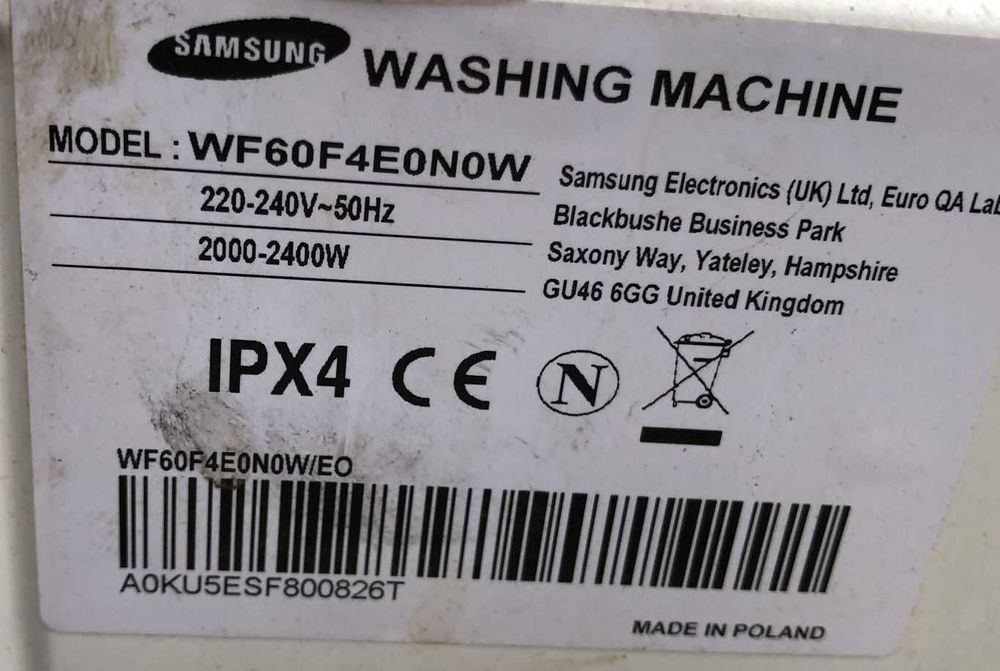 SAMSUNG
WASHING MACHINE
MODEL : WF60F4E0N0W
220-240V~50Hz
2000-2400W
Samsung Electronics (UK) Ltd, Euro QA Lab
Blackbushe Business Park
Saxony Way, Yateley, Hampshire
GU46 6GG United Kingdom
IPX4 CE N
WF60F4E0N0W/EO
A0KU5ESF800826T
MADE IN POLAND